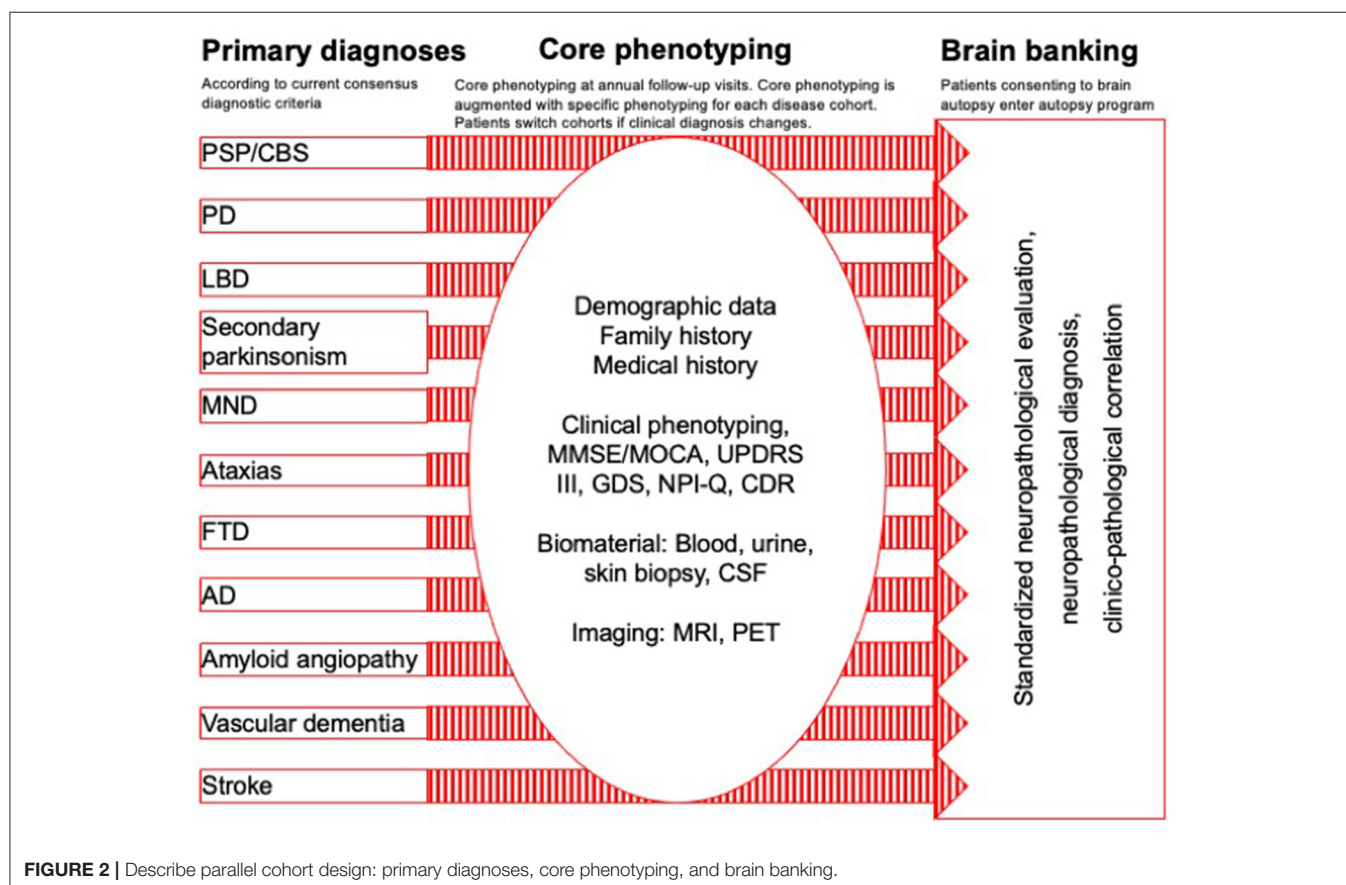 Primary diagnoses
According to current consensus
diagnostic criteria
Core phenotyping
Core phenotyping at annual follow-up visits. Core phenotyping is
augmented with specific phenotyping for each disease cohort.
Patients switch cohorts if clinical diagnosis changes.
Brain banking
Patients consenting to brain
autopsy enter autopsy program
PSP/CBS
PD
LBD
Secondary
parkinsonism
MND
Ataxias
FTD
AD
Amyloid angiopathy
Vascular dementia
Stroke
Demographic data
Family history
Medical history
Clinical phenotyping,
MMSE/MOCA, UPDRS
III, GDS, NPI-Q, CDR
Biomaterial: Blood, urine,
skin biopsy, CSF
Imaging: MRI, PET
Standardized neuropathological evaluation,
neuropathological diagnosis,
clinico-pathological correlation
FIGURE 2 | Describe parallel cohort design: primary diagnoses, core phenotyping, and brain banking.